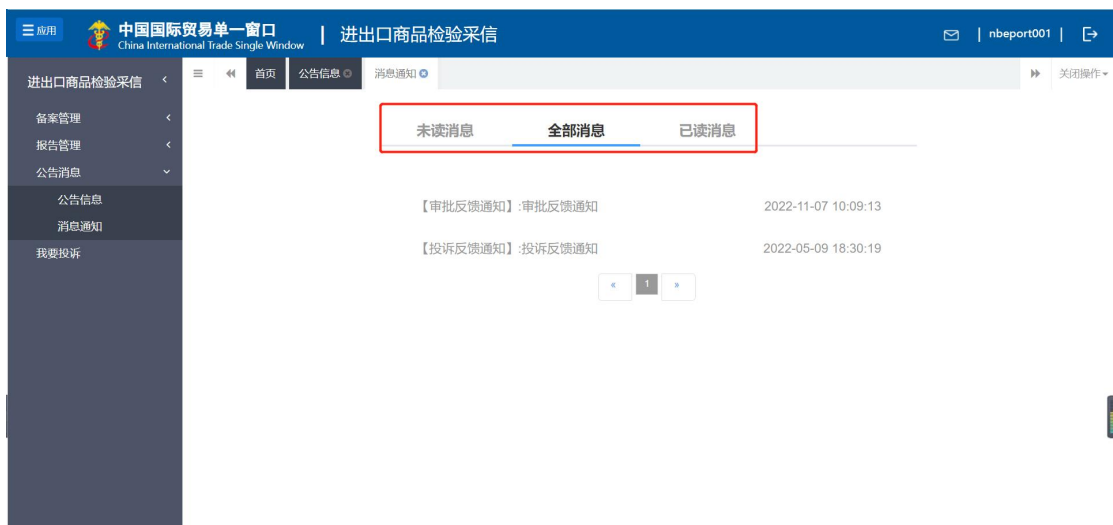 应用
中国国际贸易单一窗口
China International Trade Single Window
进出口商品检验采信
nbeport001
进出口商品检验采信
首页
公告信息
消息通知
关闭操作
备案管理
报告管理
公告消息
公告信息
消息通知
我要投诉
未读消息 全部消息 已读消息
【审批反馈通知】:审批反馈通知 2022-11-07 10:09:13
【投诉反馈通知】:投诉反馈通知 2022-05-09 18:30:19
« 1 »